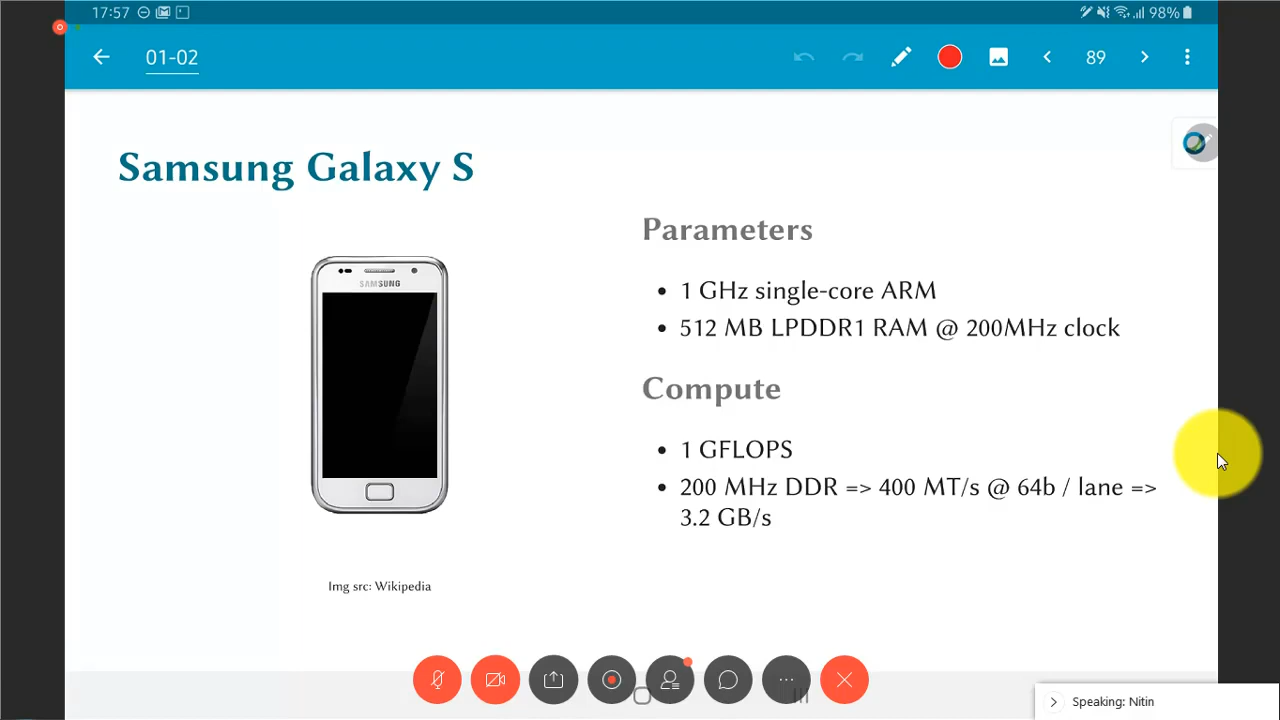 17:57
98%
01-02
89
Samsung Galaxy S
SAMSUNG
Img src: Wikipedia
Parameters
• 1 GHz single-core ARM
• 512 MB LPDDR1 RAM @ 200MHz clock
Compute
• 1 GFLOPS
• 200 MHz DDR => 400 MT/s @ 64b / lane =>
3.2 GB/s
Speaking: Nitin